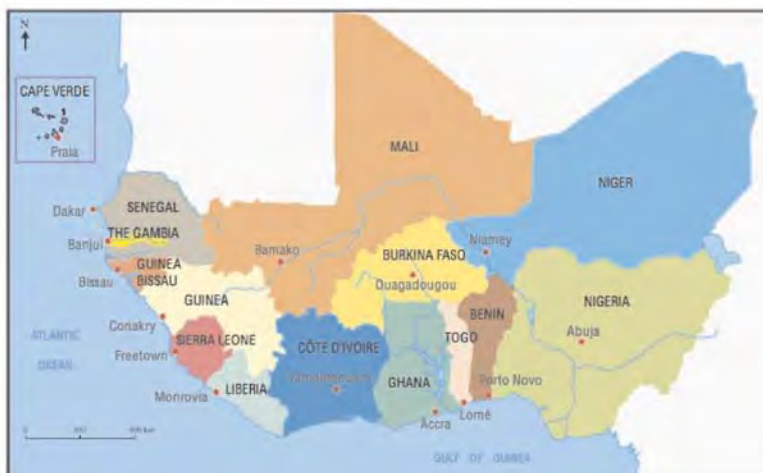 N
CAPE VERDE
Praia
MALI
NIGER
Dakar
SENEGAL
THE GAMBIA
Banjul
GUINEA
BISSAU
Bissau
Bamako
BURKINA FASO
Niamey
Ouagadougou
GUINEA
NIGERIA
BENIN
Conakry
SIERRA LEONE
CÔTE D'IVOIRE
TOGO
Abuja
ATLANTIC
OCEAN
Freetown
LIBERIA
GHANA
Porto Novo
Monrovia
Accra
Lomé
0
GULF OF GUINEA